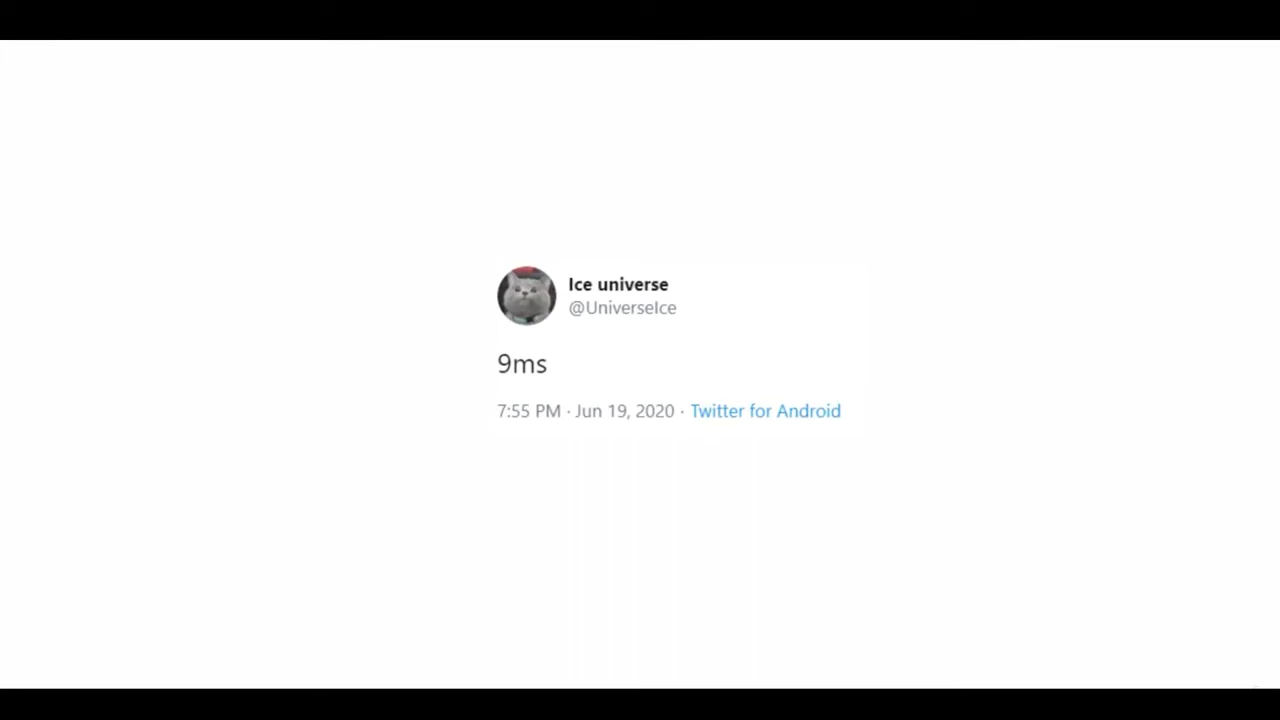 Ice universe
@UniverseIce
9ms
7:55 PM · Jun 19, 2020 · Twitter for Android